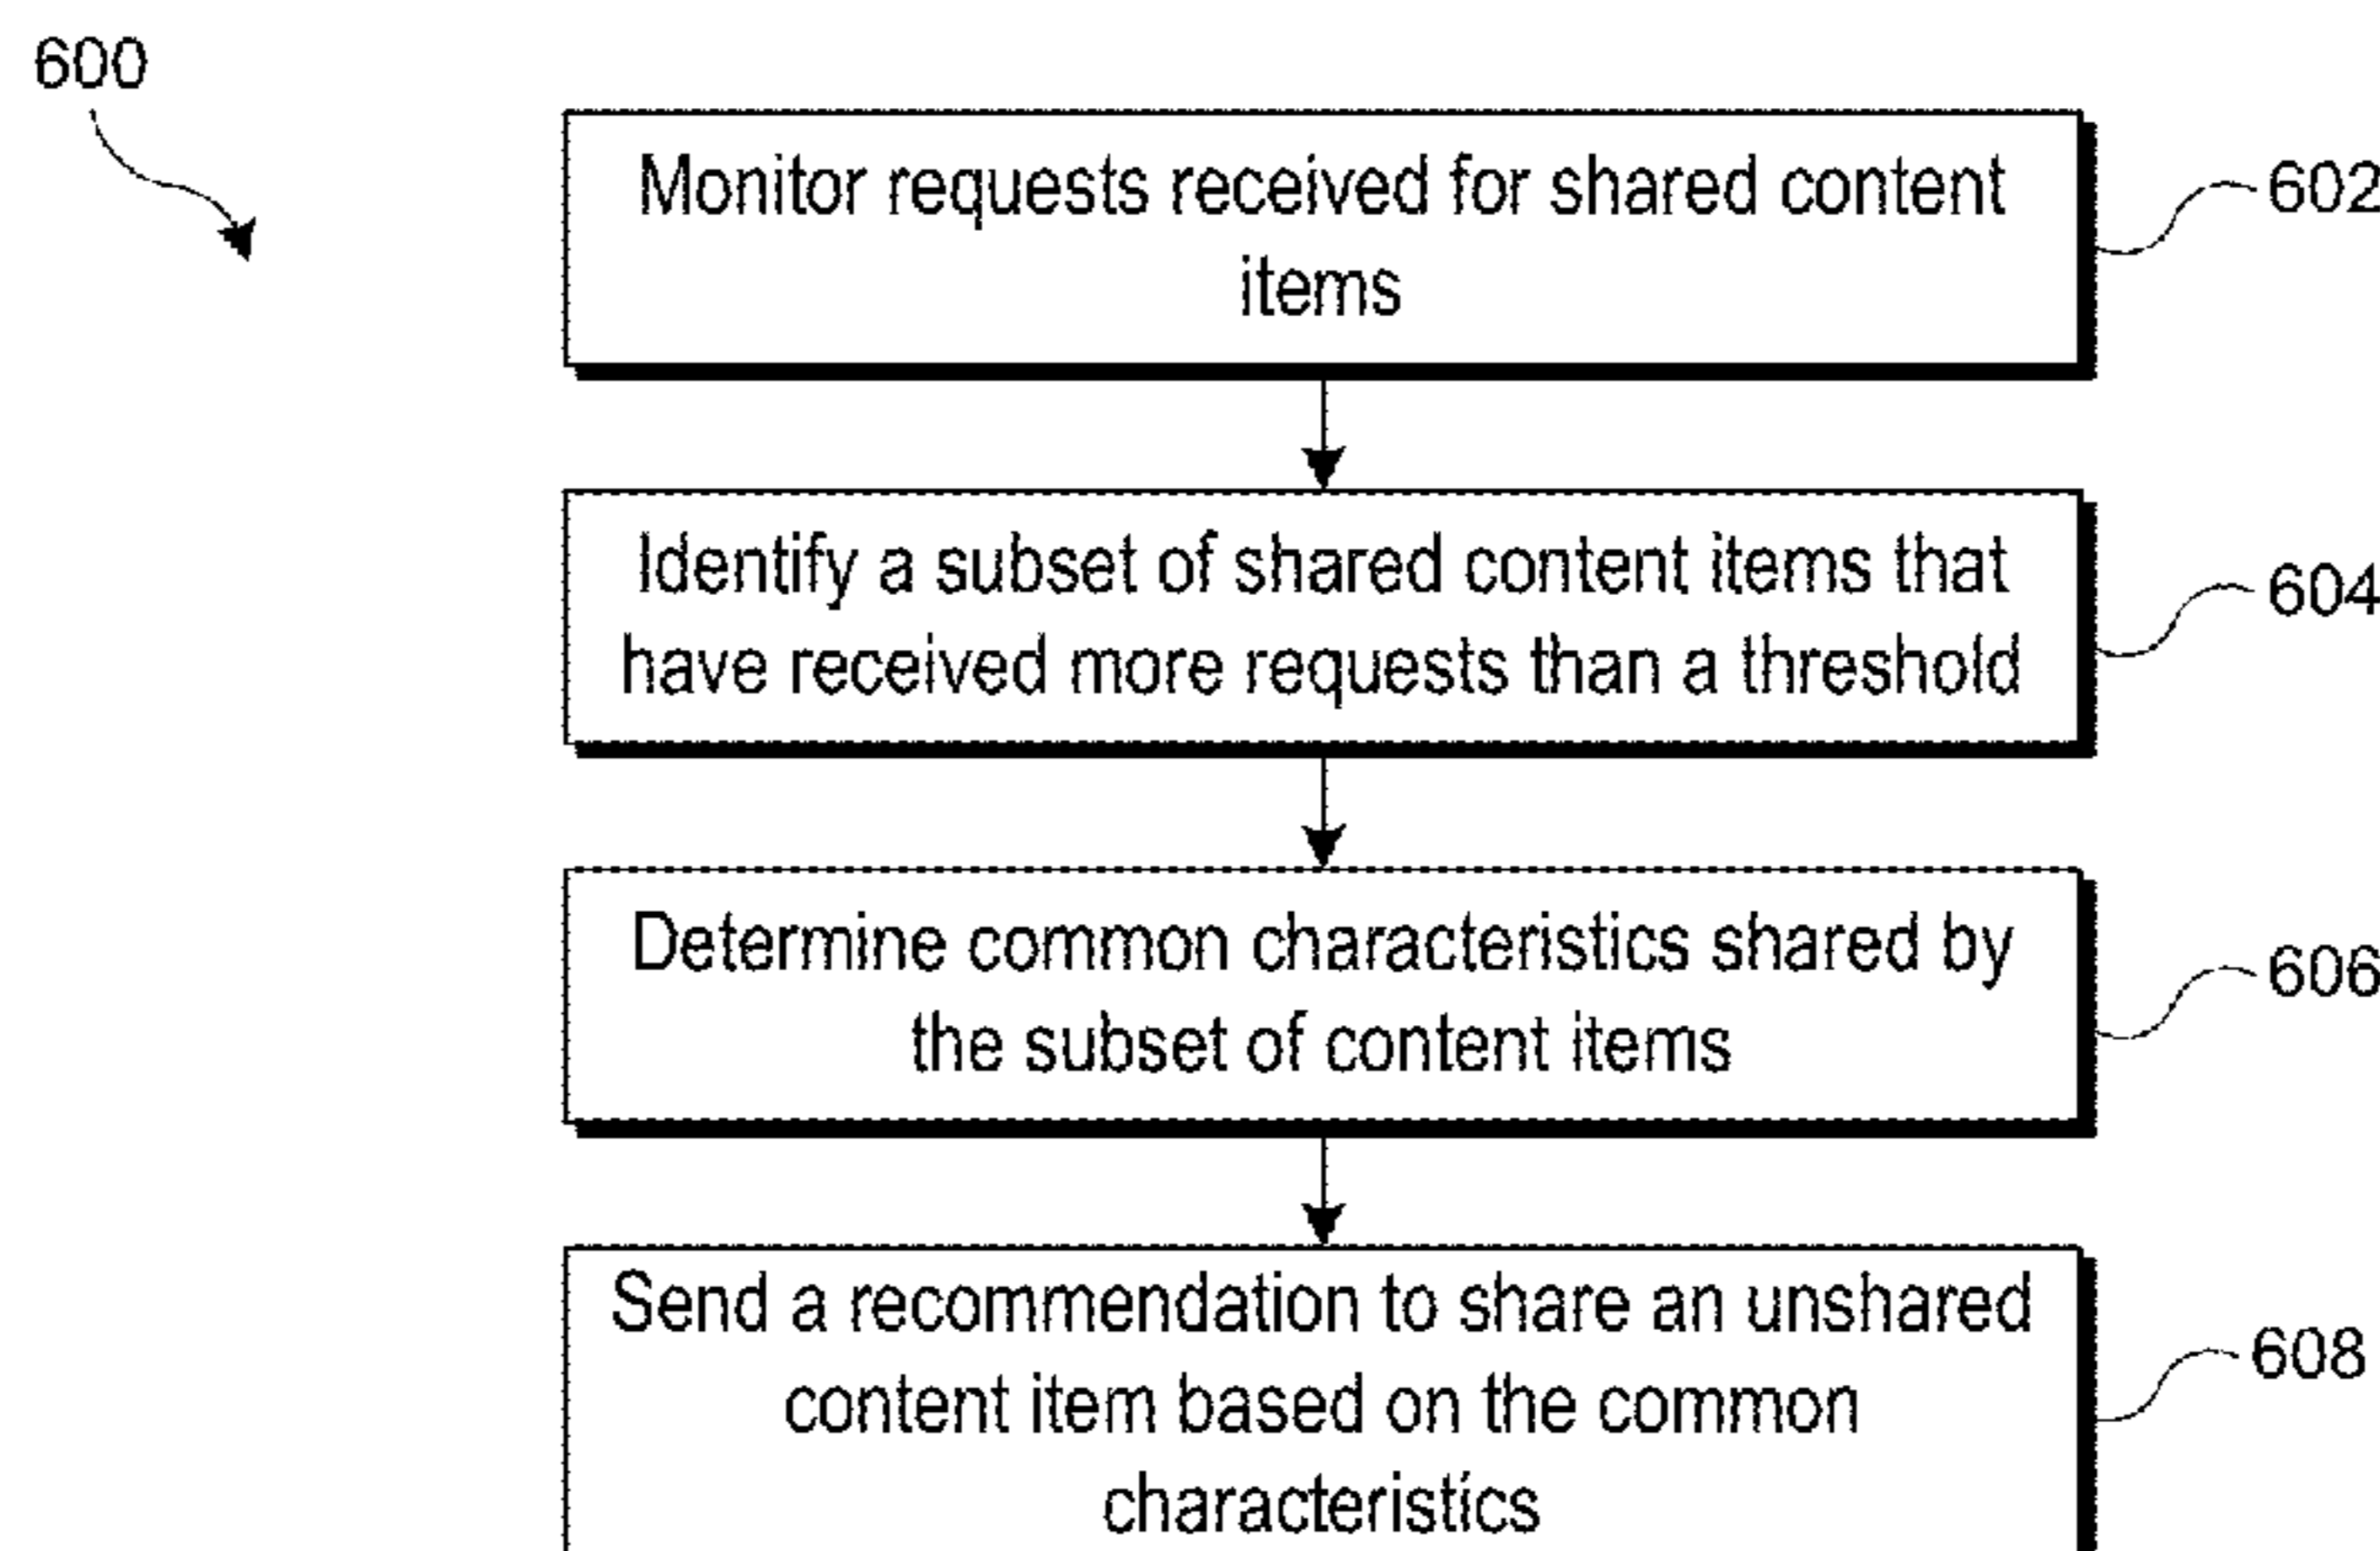 600
Monitor requests received for shared content
items
602
Identify a subset of shared content items that
have received more requests than a threshold
604
Determine common characteristics shared by
the subset of content items
606
Send a recommendation to share an unshared
content item based on the common
characteristics
608